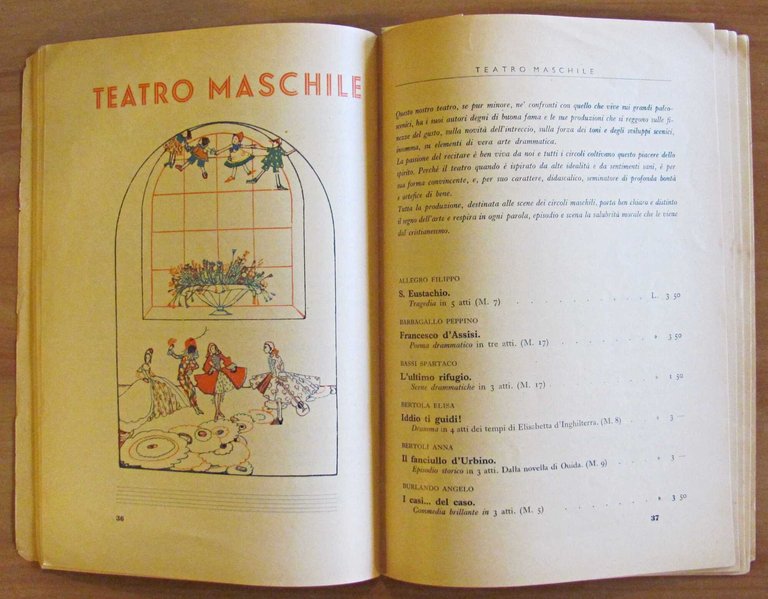 TEATRO MASCHILE
36
TEATRO MASCHILE
Questo nostro teatro, se pur minore, ne' confronti con quello che vive sui grandi palco-
scenici, ha i suoi autori degni di buona fama e le sue produzioni che si reggono sulle fi-
nezze del gusto, sulla novità dell'intreccio, sulla forza dei toni e degli sviluppi scenici,
insomma, su elementi di vera arte drammatica.
La passione del recitare è ben viva da noi e tutti i circoli coltivano questo piacere dello
spirito. Perchè il teatro quando è ispirato da alte idealità e da sentimenti sani, è per
sua forma convincente, e, per suo carattere, didascalico, seminatore di profonda bontà
e artefice di bene.
Tutta la produzione, destinata alle scene dei circoli maschili, porta ben chiaro e distinto
il segno dell'arte e respira in ogni parola, episodio e scena la salubrità morale che le viene
dal cristianesimo.
ALLEGRO FILIPPO
S. Eustachio.
Tragedia in 5 atti (M. 7) . . . . . . . . L. 3 50
BARBAGALLO PEPPINO
Francesco d'Assisi.
Poema drammatico in tre atti. (M. 17) . . . . . » 3 50
BASSI SPARTACO
L'ultimo rifugio.
Scene drammatiche in 3 atti. (M. 17) . . . . . » 1 50
BERTOLA ELISA
Iddio ti guidi!
Dramma in 4 atti dei tempi di Elisabetta d'Inghilterra. (M. 8) . » 3 —
BERTOLI ANNA
Il fanciullo d'Urbino.
Episodio storico in 3 atti. Dalla novella di Ouida. (M. 9) . . . » 3 —
BURLANDO ANGELO
I casi... del caso.
Commedia brillante in 3 atti. (M. 5) . . . . . » 3 50
37